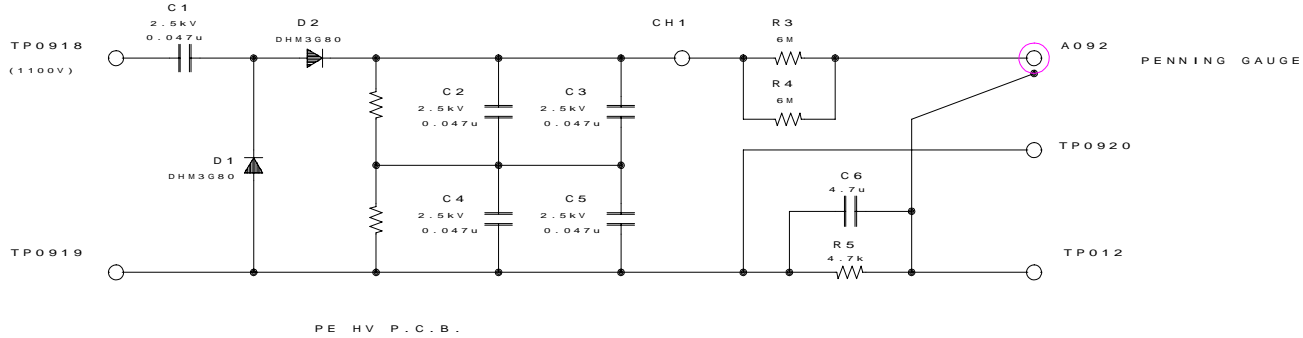 C1
2.5kV
0.047u
TP0918
(1100V)
D2
DHM3G80
CH1
R3
6M
A092
PENNING GAUGE
R4
6M
C2
2.5kV
0.047u
C3
2.5kV
0.047u
D1
DHM3G80
TP0920
C4
2.5kV
0.047u
C5
2.5kV
0.047u
C6
4.7u
TP0919
R5
4.7k
TP012
PE HV P.C.B.